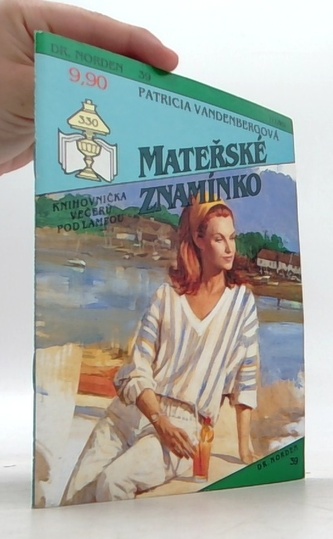 DR. NORDEN 39
9,90
PATRICIA VANDENBERGOVÁ
330
MATEŘSKÉ
ZNAMÍNKO
KNIHOVNIČKA
VEČERŮ
POD LAMPOU
DR. NORDEN
39